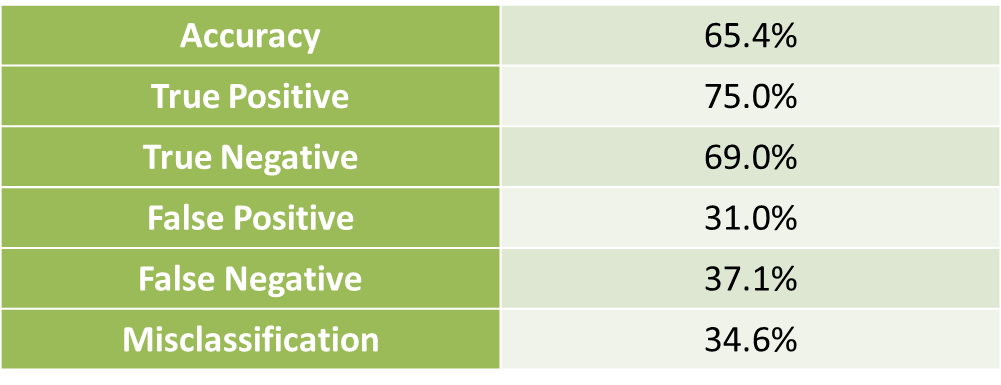 Accuracy 65.4%
True Positive 75.0%
True Negative 69.0%
False Positive 31.0%
False Negative 37.1%
Misclassification 34.6%